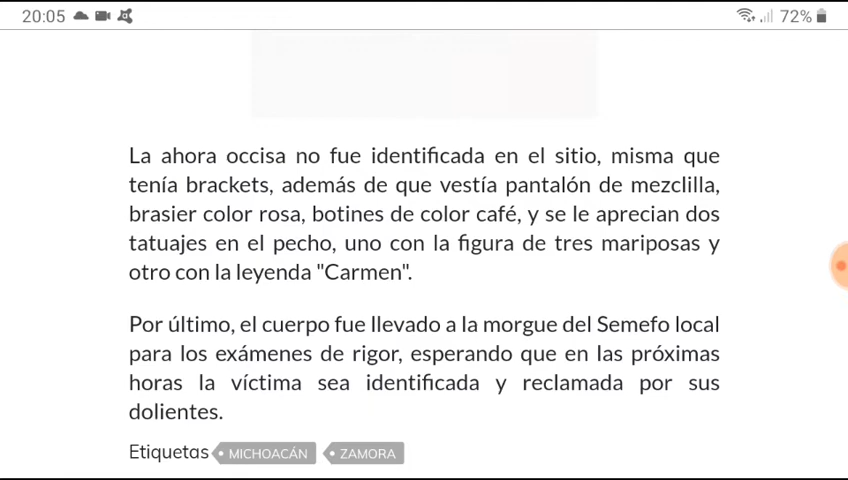 20:05
72%
La ahora occisa no fue identificada en el sitio, misma que
tenía brackets, además de que vestía pantalón de mezclilla,
brasier color rosa, botines de color café, y se le aprecian dos
tatuajes en el pecho, uno con la figura de tres mariposas y
otro con la leyenda "Carmen".
Por último, el cuerpo fue llevado a la morgue del Semefo local
para los exámenes de rigor, esperando que en las próximas
horas la víctima sea identificada y reclamada por sus
dolientes.
Etiquetas • MICHOACÁN • ZAMORA